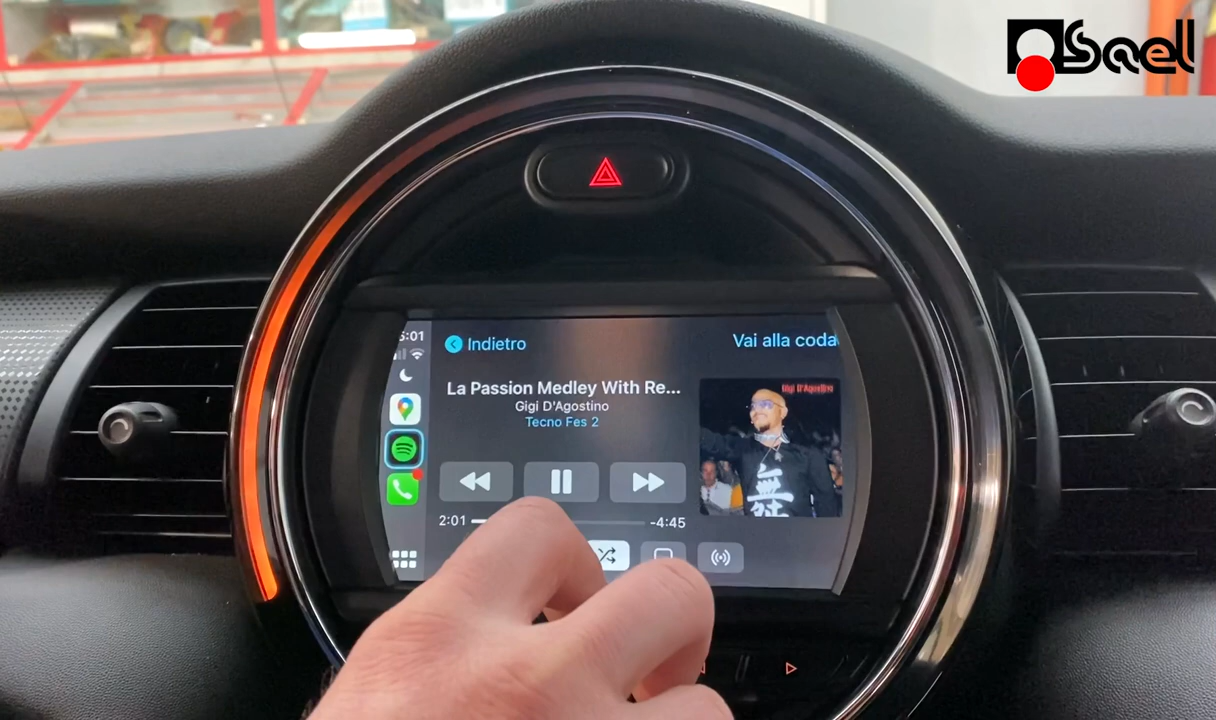 Saell
5:01
Indietro
Vai alla coda
La Passion Medley With Re...
Gigi D'Agostino
Tecno Fes 2
Gigi D'Agostino
2:01
-4:45